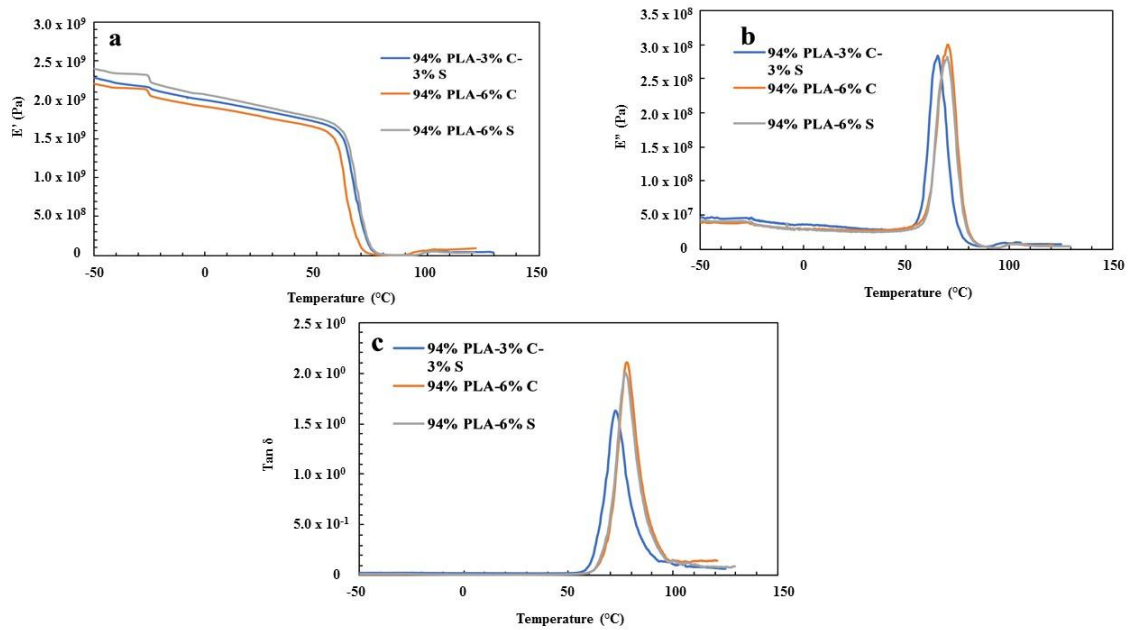 a
3.0 x 10⁹
2.5 x 10⁹
2.0 x 10⁹
1.5 x 10⁹
1.0 x 10⁹
5.0 x 10⁸
0
E' (Pa)
-50
0
50
100
150
Temperature (°C)
94% PLA-3% C-
3% S
94% PLA-6% C
94% PLA-6% S
b
3.5 x 10⁸
3.0 x 10⁸
2.5 x 10⁸
2.0 x 10⁸
1.5 x 10⁸
1.0 x 10⁸
5.0 x 10⁷
0
E" (Pa)
-50
0
50
100
150
Temperature (°C)
94% PLA-3% C-
3% S
94% PLA-6% C
94% PLA-6% S
c
2.5 x 10⁰
2.0 x 10⁰
1.5 x 10⁰
1.0 x 10⁰
5.0 x 10⁻¹
0
Tan δ
-50
0
50
100
150
Temperature (°C)
94% PLA-3% C-
3% S
94% PLA-6% C
94% PLA-6% S